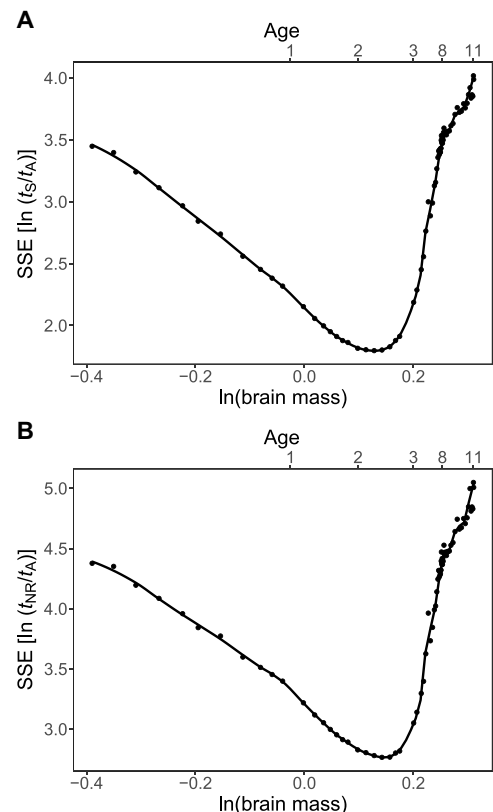 A
Age
1 2 3 8 11
4.0
3.5
3.0
2.5
2.0
SSE [ln (tS/tA)]
−0.4 −0.2 0.0 0.2
ln(brain mass)
B
Age
1 2 3 8 11
5.0
4.5
4.0
3.5
3.0
SSE [ln (tNR/tA)]
−0.4 −0.2 0.0 0.2
ln(brain mass)